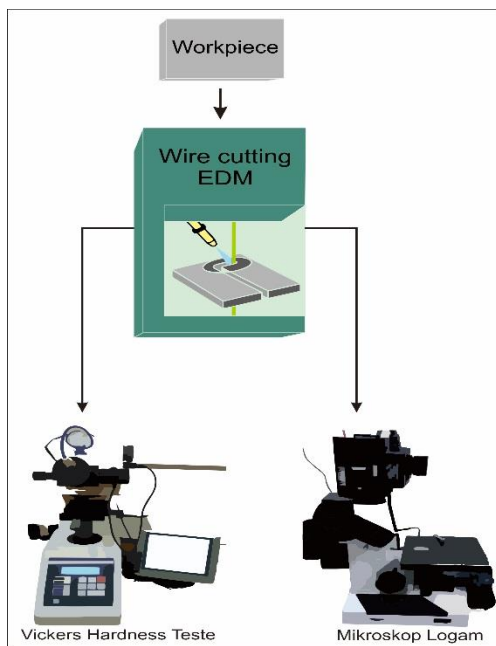 Workpiece
Wire cutting
EDM
Vickers Hardness Teste
Mikroskop Logam